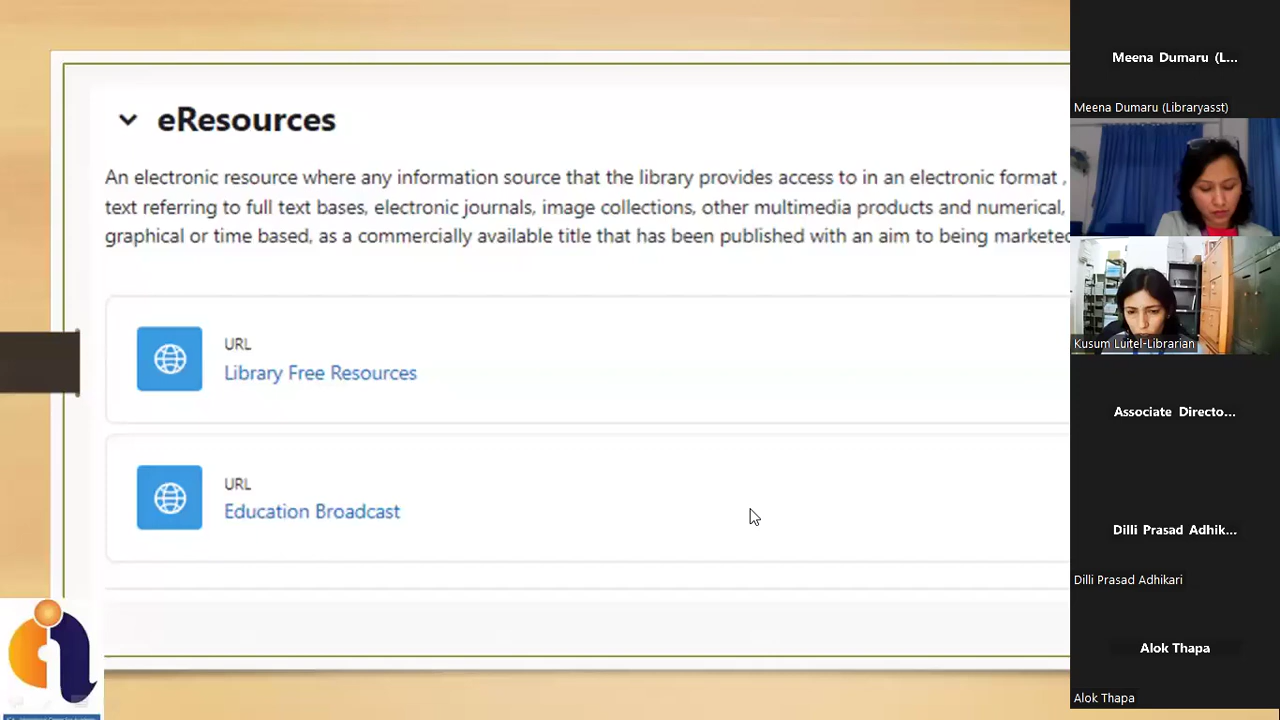 eResources
An electronic resource where any information source that the library provides access to in an electronic format ,
text referring to full text bases, electronic journals, image collections, other multimedia products and numerical,
graphical or time based, as a commercially available title that has been published with an aim to being marketed
URL
Library Free Resources
URL
Education Broadcast
Meena Dumaru (L...
Meena Dumaru (Libraryasst)
Kusum Luitel-Librarian
Associate Directo...
Dilli Prasad Adhik...
Dilli Prasad Adhikari
Alok Thapa
Alok Thapa